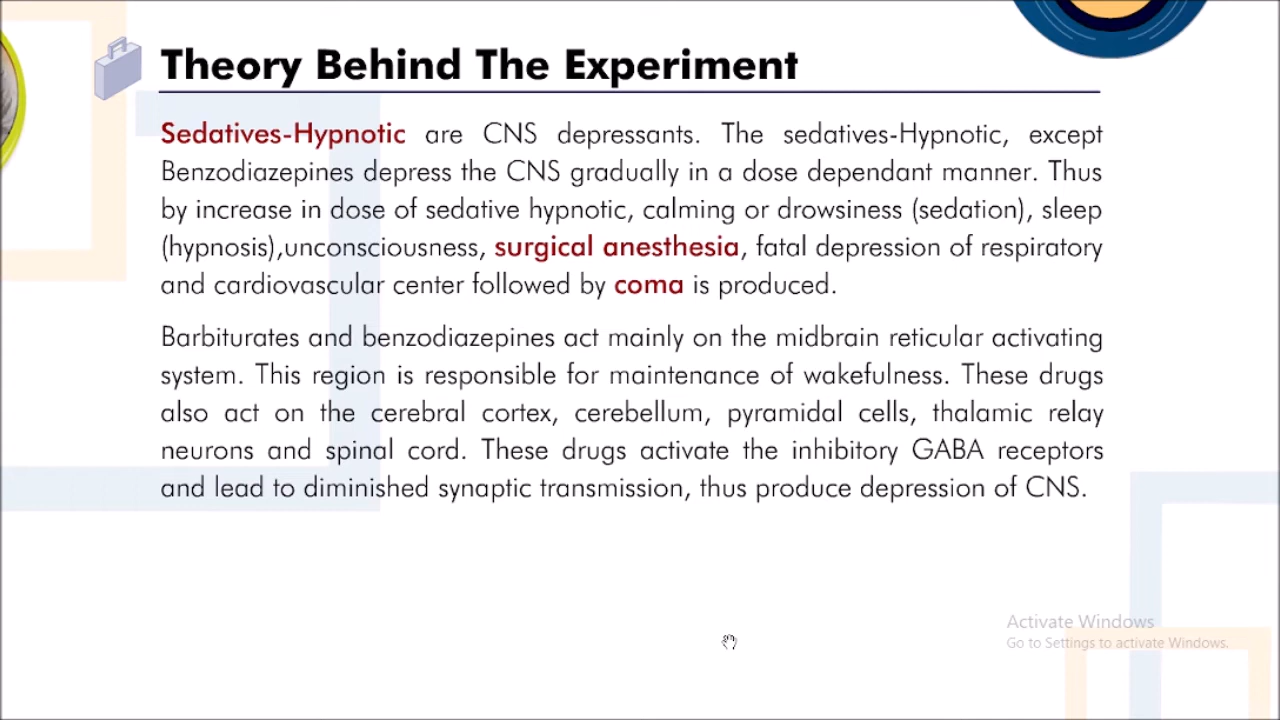 Theory Behind The Experiment
Sedatives-Hypnotic are CNS depressants. The sedatives-Hypnotic, except
Benzodiazepines depress the CNS gradually in a dose dependant manner. Thus
by increase in dose of sedative hypnotic, calming or drowsiness (sedation), sleep
(hypnosis),unconsciousness, surgical anesthesia, fatal depression of respiratory
and cardiovascular center followed by coma is produced.
Barbiturates and benzodiazepines act mainly on the midbrain reticular activating
system. This region is responsible for maintenance of wakefulness. These drugs
also act on the cerebral cortex, cerebellum, pyramidal cells, thalamic relay
neurons and spinal cord. These drugs activate the inhibitory GABA receptors
and lead to diminished synaptic transmission, thus produce depression of CNS.
Activate Windows
Go to Settings to activate Windows.